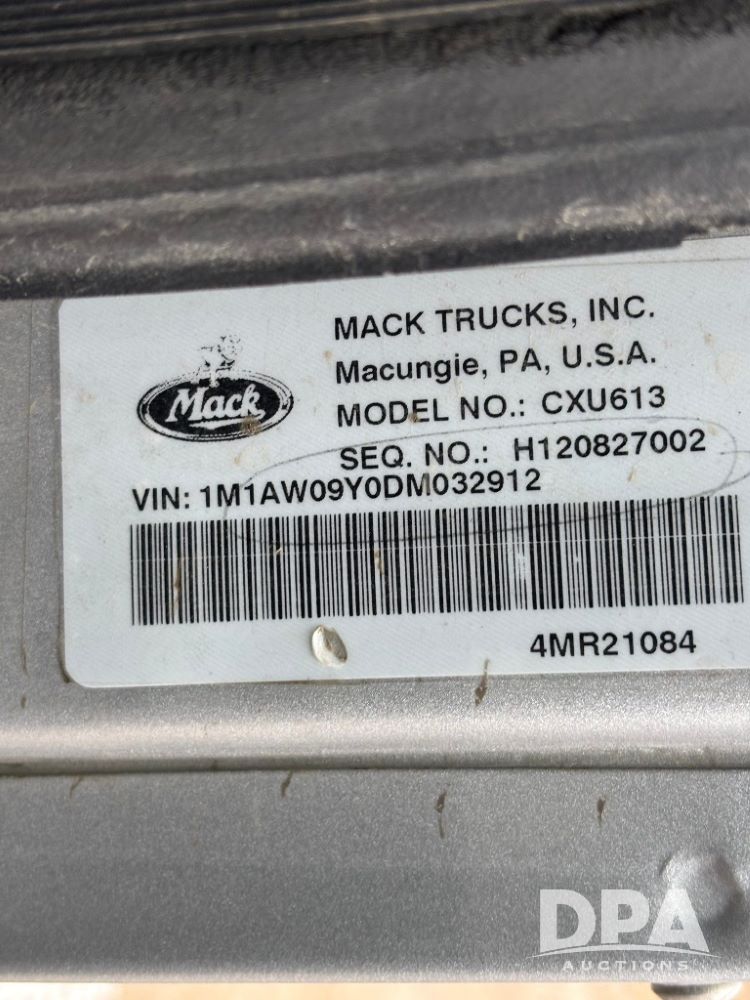 MACK TRUCKS, INC.
Macungie, PA, U.S.A.
Mack
MODEL NO.: CXU613
SEQ. NO.: H120827002
VIN: 1M1AW09Y0DM032912
4MR21084
DPA
AUCTIONS